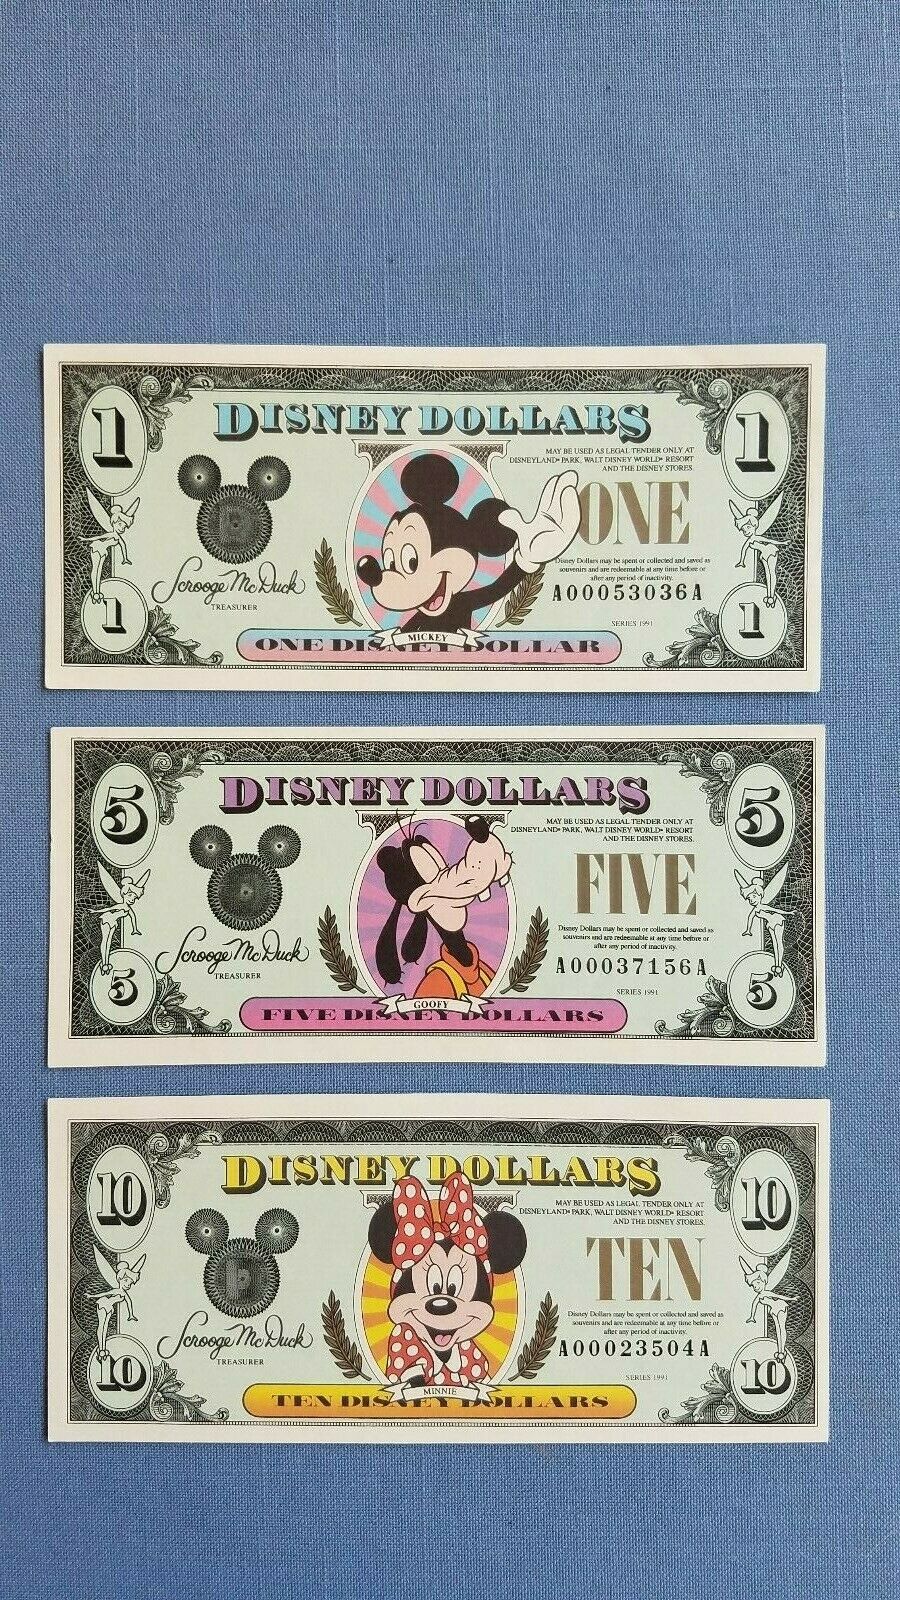 1 DISNEY DOLLARS 1
MAY BE USED AS LEGAL TENDER ONLY AT
DISNEYLAND® PARK, WALT DISNEY WORLD® RESORT
AND THE DISNEY STORES.
ONE
Disney Dollars may be spent or collected and saved as
souvenirs and are redeemable at any time before or
after any period of inactivity.
Scrooge McDuck A00053036A
TREASURER
SERIES 1991
1 MICKEY 1
ONE DISNEY DOLLAR
5 DISNEY DOLLARS 5
MAY BE USED AS LEGAL TENDER ONLY AT
DISNEYLAND® PARK, WALT DISNEY WORLD® RESORT
AND THE DISNEY STORES.
FIVE
Disney Dollars may be spent or collected and saved as
souvenirs and are redeemable at any time before or
after any period of inactivity.
Scrooge McDuck A00037156A
TREASURER
SERIES 1991
5 GOOFY 5
FIVE DISNEY DOLLARS
10 DISNEY DOLLARS 10
MAY BE USED AS LEGAL TENDER ONLY AT
DISNEYLAND® PARK, WALT DISNEY WORLD® RESORT
AND THE DISNEY STORES.
TEN
Disney Dollars may be spent or collected and saved as
souvenirs and are redeemable at any time before or
after any period of inactivity.
Scrooge McDuck A00023504A
TREASURER
SERIES 1991
10 MINNIE 10
TEN DISNEY DOLLARS